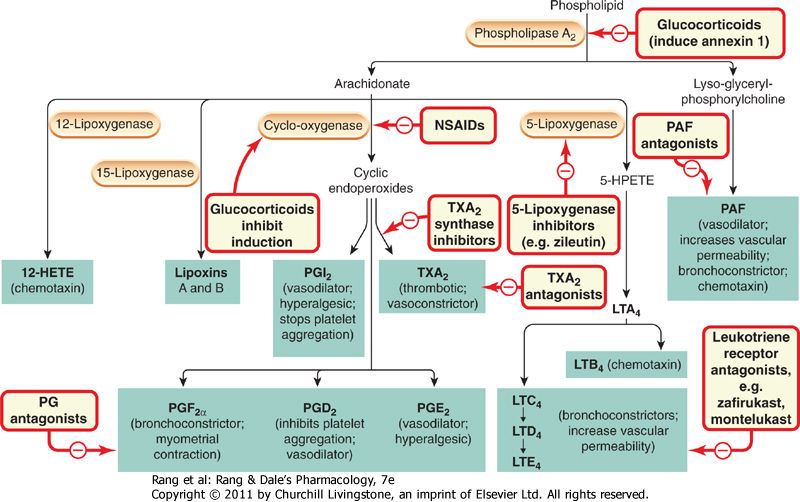 Phospholipid
Phospholipase A2
Glucocorticoids
(induce annexin 1)
Arachidonate
Lyso-glyceryl-
phosphorylcholine
12-Lipoxygenase
15-Lipoxygenase
Cyclo-oxygenase
NSAIDs
5-Lipoxygenase
PAF
antagonists
Glucocorticoids
inhibit
induction
Cyclic
endoperoxides
TXA2
synthase
inhibitors
5-Lipoxygenase
inhibitors
(e.g. zileutin)
5-HPETE
12-HETE
(chemotaxin)
Lipoxins
A and B
PGI2
(vasodilator;
hyperalgesic;
stops platelet
aggregation)
TXA2
(thrombotic;
vasoconstrictor)
TXA2
antagonists
PAF
(vasodilator;
increases vascular
permeability;
bronchoconstrictor;
chemotaxin)
LTA4
LTB4 (chemotaxin)
Leukotriene
receptor
antagonists,
e.g.
zafirukast,
montelukast
PG
antagonists
PGF2α
(bronchoconstrictor;
myometrial
contraction)
PGD2
(inhibits platelet
aggregation;
vasodilator)
PGE2
(vasodilator;
hyperalgesic)
LTC4
LTD4
LTE4
(bronchoconstrictors;
increase vascular
permeability)
Rang et al: Rang & Dale's Pharmacology, 7e
Copyright © 2011 by Churchill Livingstone, an imprint of Elsevier Ltd. All rights reserved.